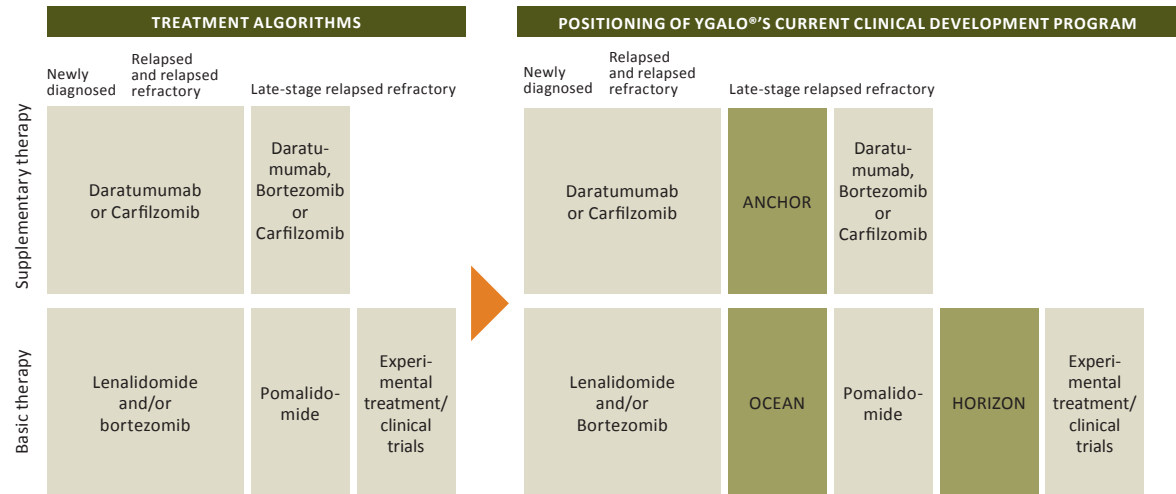 TREATMENT ALGORITHMS
Newly
diagnosed
Relapsed
and relapsed
refractory
Late-stage relapsed refractory
Supplementary therapy
Daratumumab
or Carfilzomib
Daratu-
mumab,
Bortezomib
or
Carfilzomib
Basic therapy
Lenalidomide
and/or
bortezomib
Pomalido-
mide
Experi-
mental
treatment/
clinical
trials
POSITIONING OF YGALO®'S CURRENT CLINICAL DEVELOPMENT PROGRAM
Newly
diagnosed
Relapsed
and relapsed
refractory
Late-stage relapsed refractory
Daratumumab
or Carfilzomib
ANCHOR
Daratu-
mumab,
Bortezomib
or
Carfilzomib
Lenalidomide
and/or
Bortezomib
OCEAN
Pomalido-
mide
HORIZON
Experi-
mental
treatment/
clinical
trials